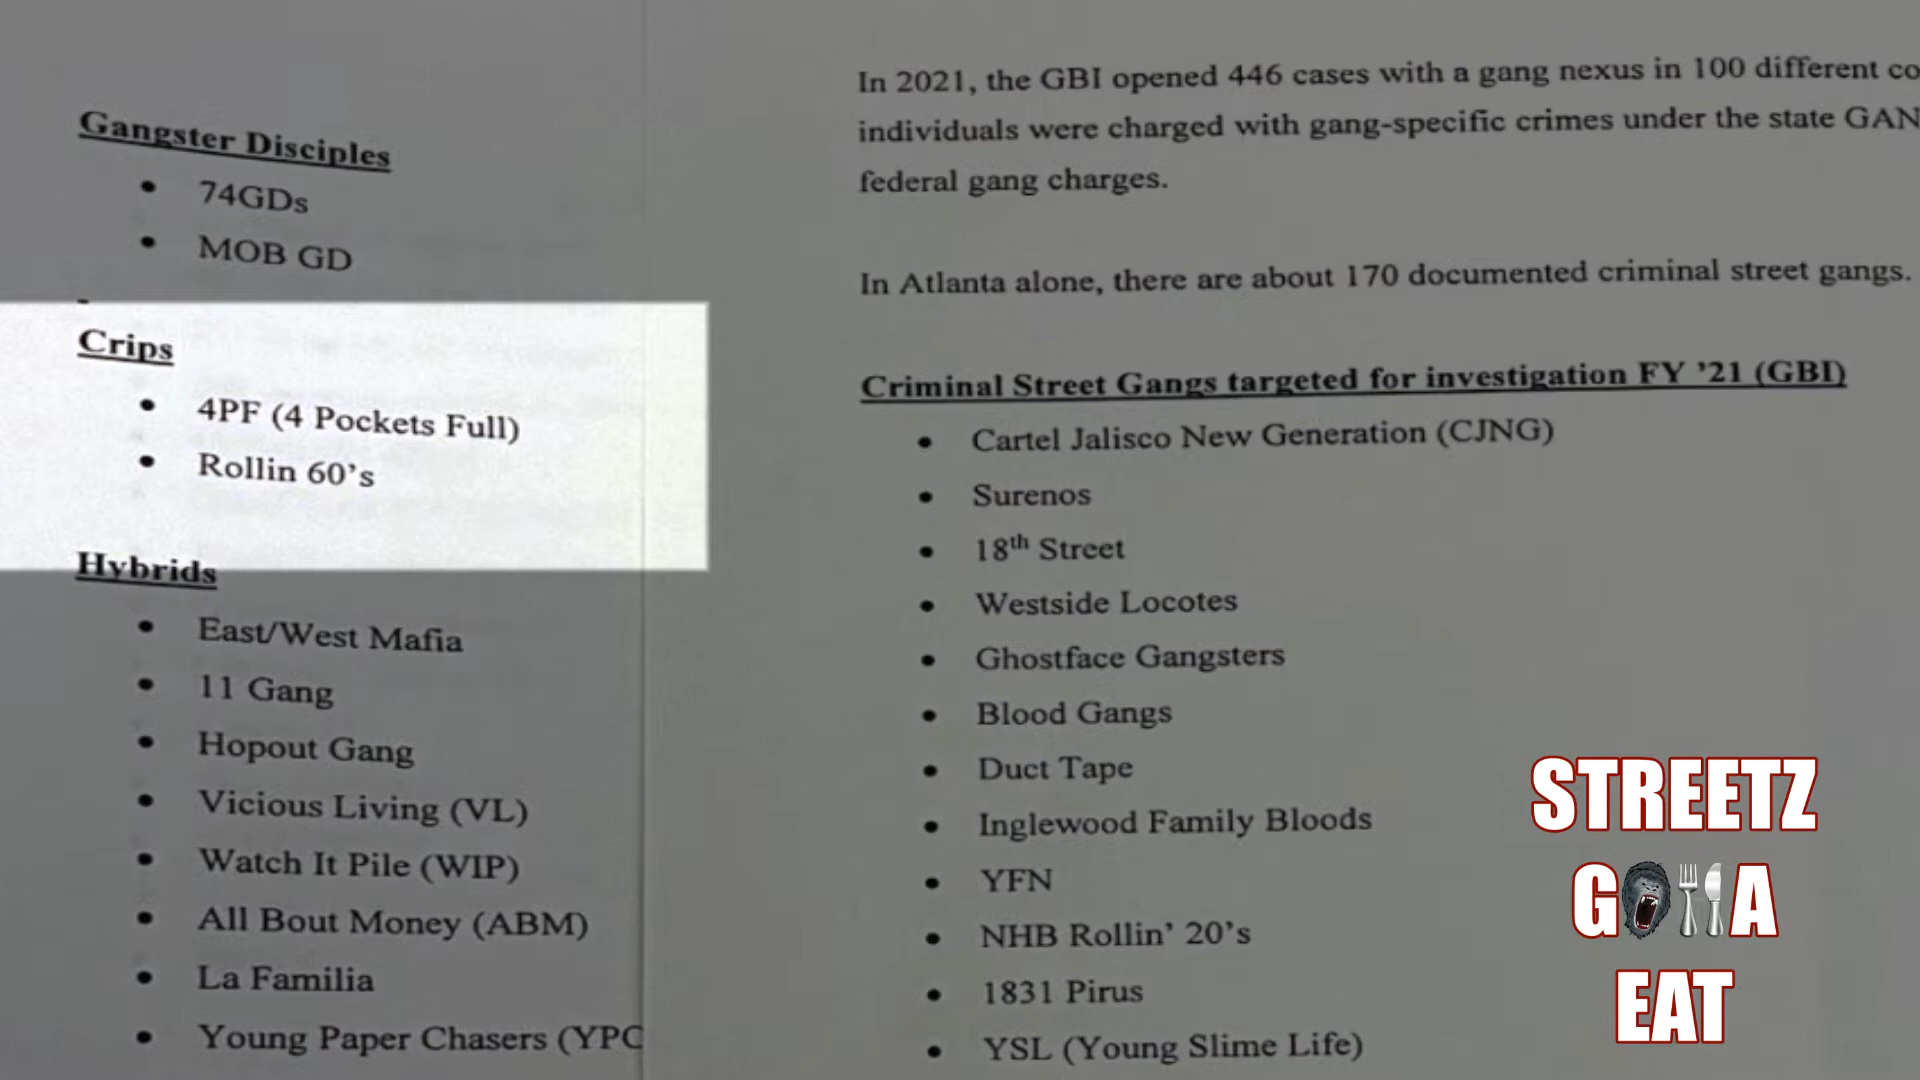 Gangster Disciples
• 74GDs
• MOB GD
Crips
• 4PF (4 Pockets Full)
• Rollin 60's
Hybrids
• East/West Mafia
• 11 Gang
• Hopout Gang
• Vicious Living (VL)
• Watch It Pile (WIP)
• All Bout Money (ABM)
• La Familia
• Young Paper Chasers (YPC
In 2021, the GBI opened 446 cases with a gang nexus in 100 different co
individuals were charged with gang-specific crimes under the state GAN
federal gang charges.
In Atlanta alone, there are about 170 documented criminal street gangs.
Criminal Street Gangs targeted for investigation FY '21 (GBI)
• Cartel Jalisco New Generation (CJNG)
• Surenos
• 18th Street
• Westside Locotes
• Ghostface Gangsters
• Blood Gangs
• Duct Tape
• Inglewood Family Bloods
• YFN
• NHB Rollin' 20's
• 1831 Pirus
• YSL (Young Slime Life)
STREETZ
GOTTA
EAT